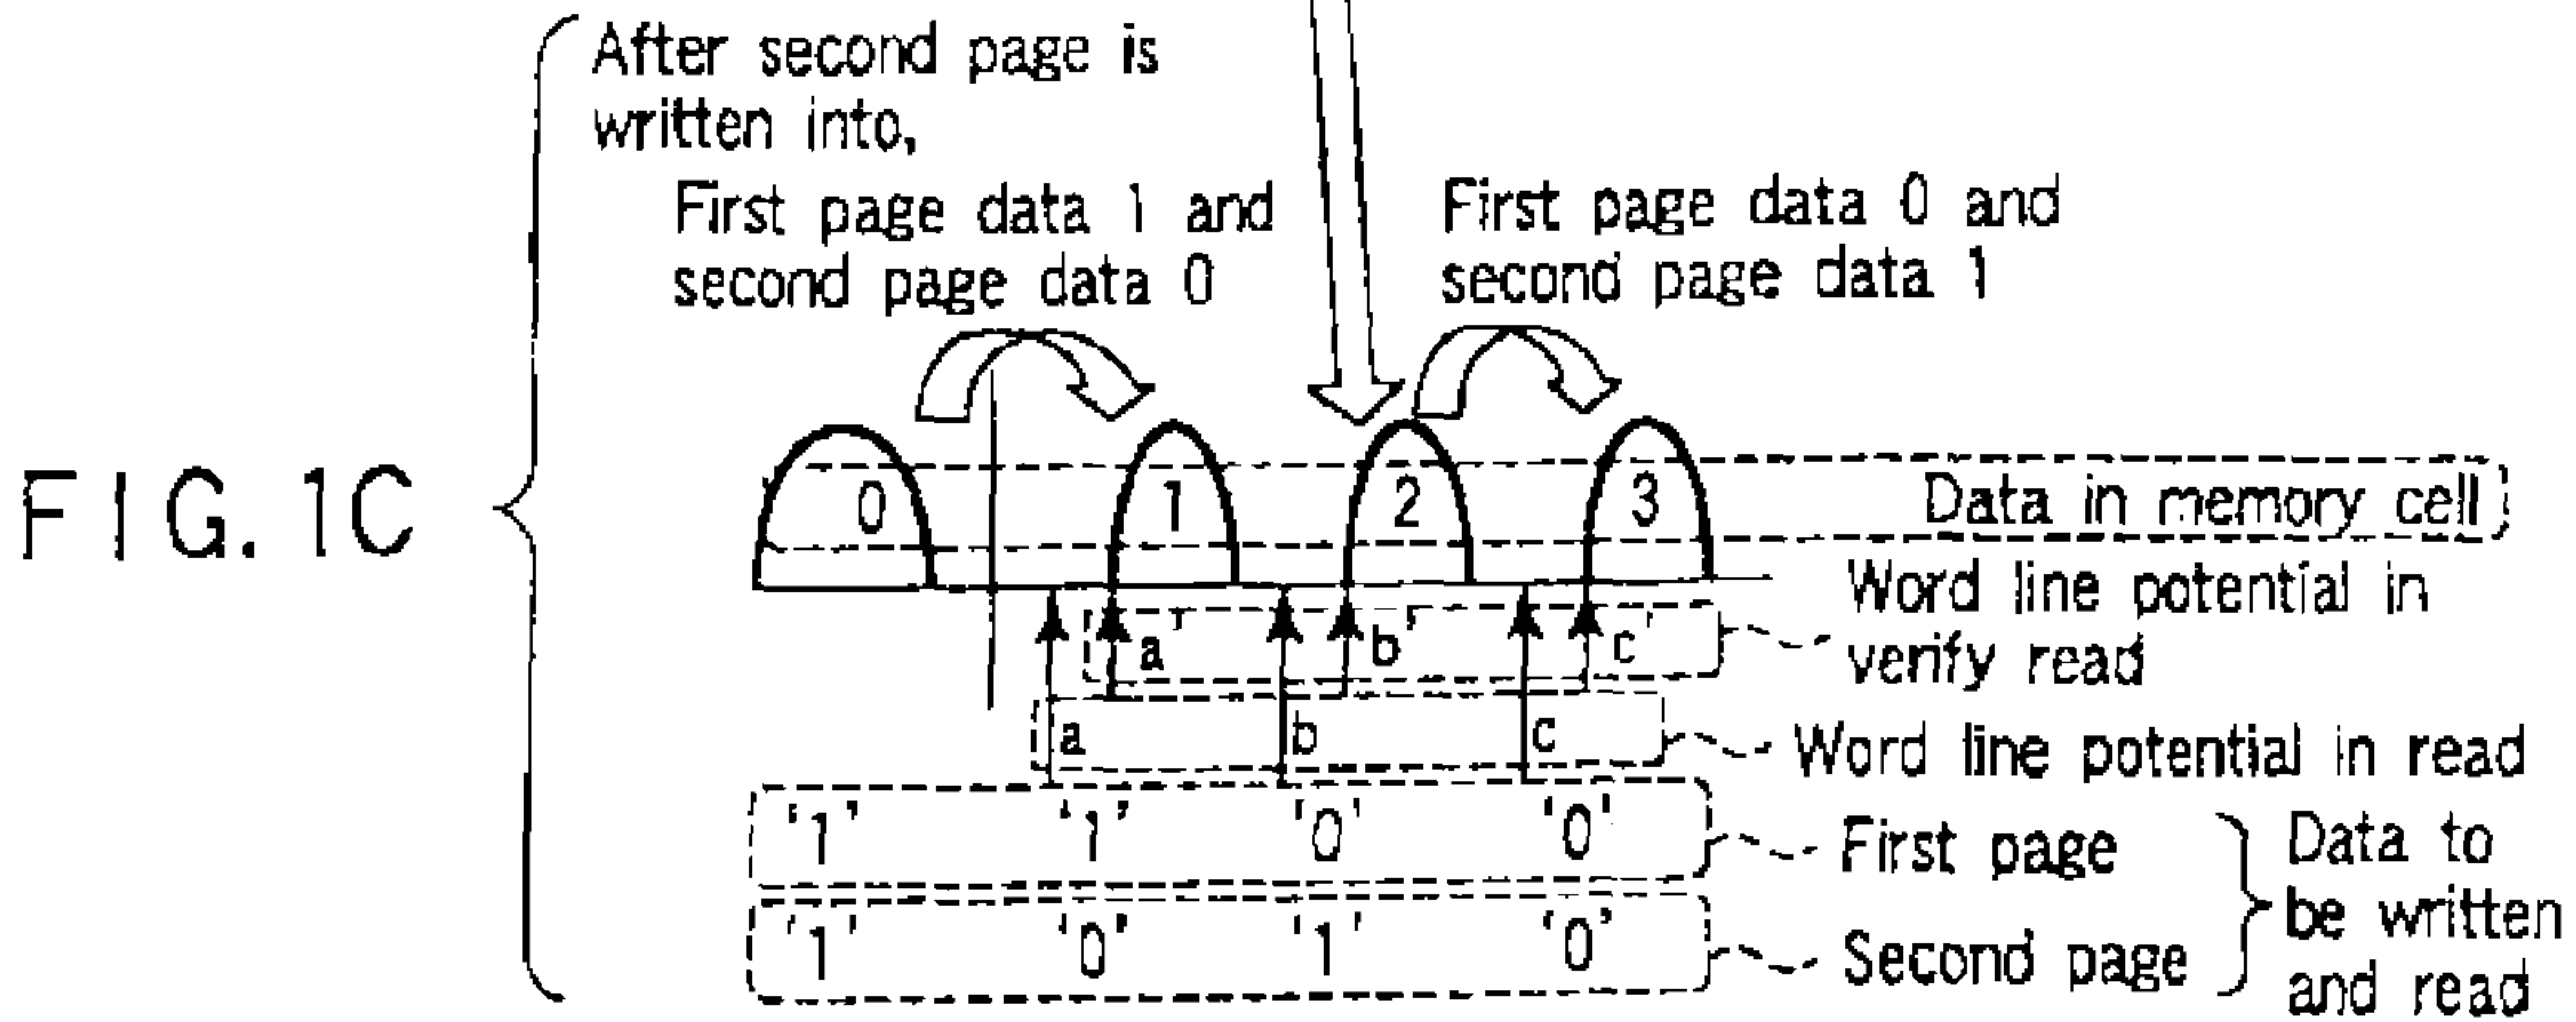 After second page is
written into,
First page data 1 and
second page data 0
First page data 0 and
second page data 1
FIG. 1C
0 1 2 3 Data in memory cell
Word line potential in
verify read
a' b' c'
a b c Word line potential in read
'1' '1' '0' '0' First page
'1' '0' '1' '0' Second page
Data to
be written
and read